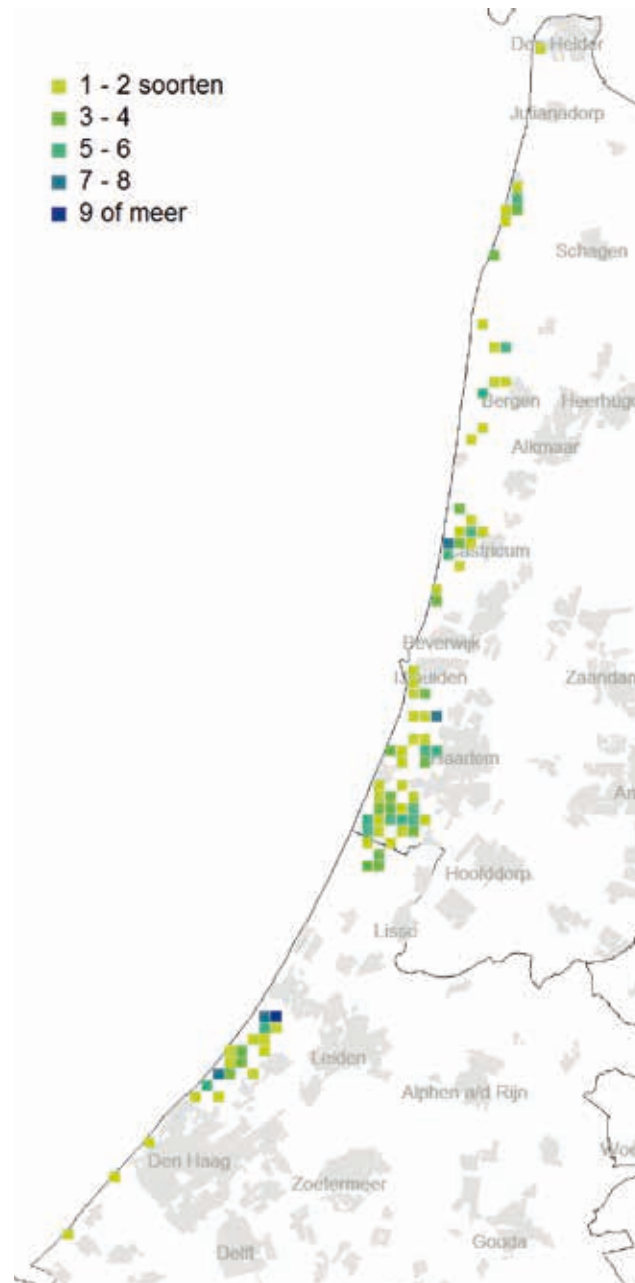 1 - 2 soorten
3 - 4
5 - 6
7 - 8
9 of meer
Den Helder
Julianadorp
Schagen
Bergen
Heerhugo
Alkmaar
Castricum
Beverwijk
IJmuiden
Zaandam
Haarlem
Hoofddorp
Lisse
Leiden
Alphen a/d Rijn
Den Haag
Zoetermeer
Delft
Gouda